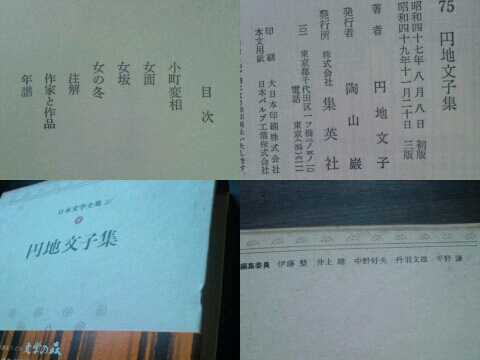 目次
小町変相
女面
女坂
女の冬
注解
作家と作品
年譜
75 円地文子集
昭和四十七年八月八日 初版
昭和四十九年十一月二十日 三版
著者 円地文子
発行者 陶山巌
発行所 株式会社 集英社
101 東京都千代田区一ツ橋
電話 東京
印刷 大日本印刷株式会社
本文用紙 日本パルプ工業株式会社
日本文学全集
円地文子集
文学の森
編集委員 伊藤整 井上靖 中野好夫 丹羽文雄 平野謙